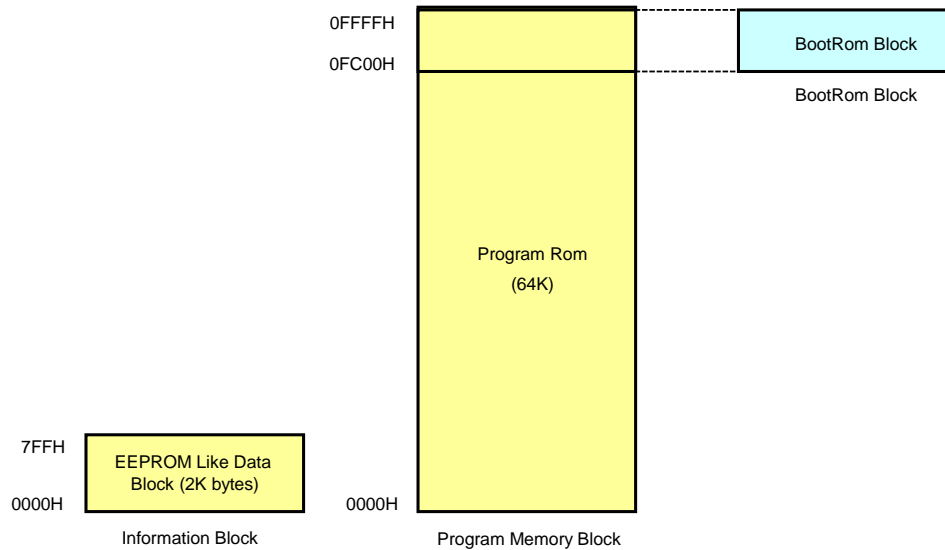 0FFFFH
BootRom Block
0FC00H
BootRom Block
Program Rom
(64K)
7FFH
EEPROM Like Data
Block (2K bytes)
0000H
0000H
Information Block
Program Memory Block